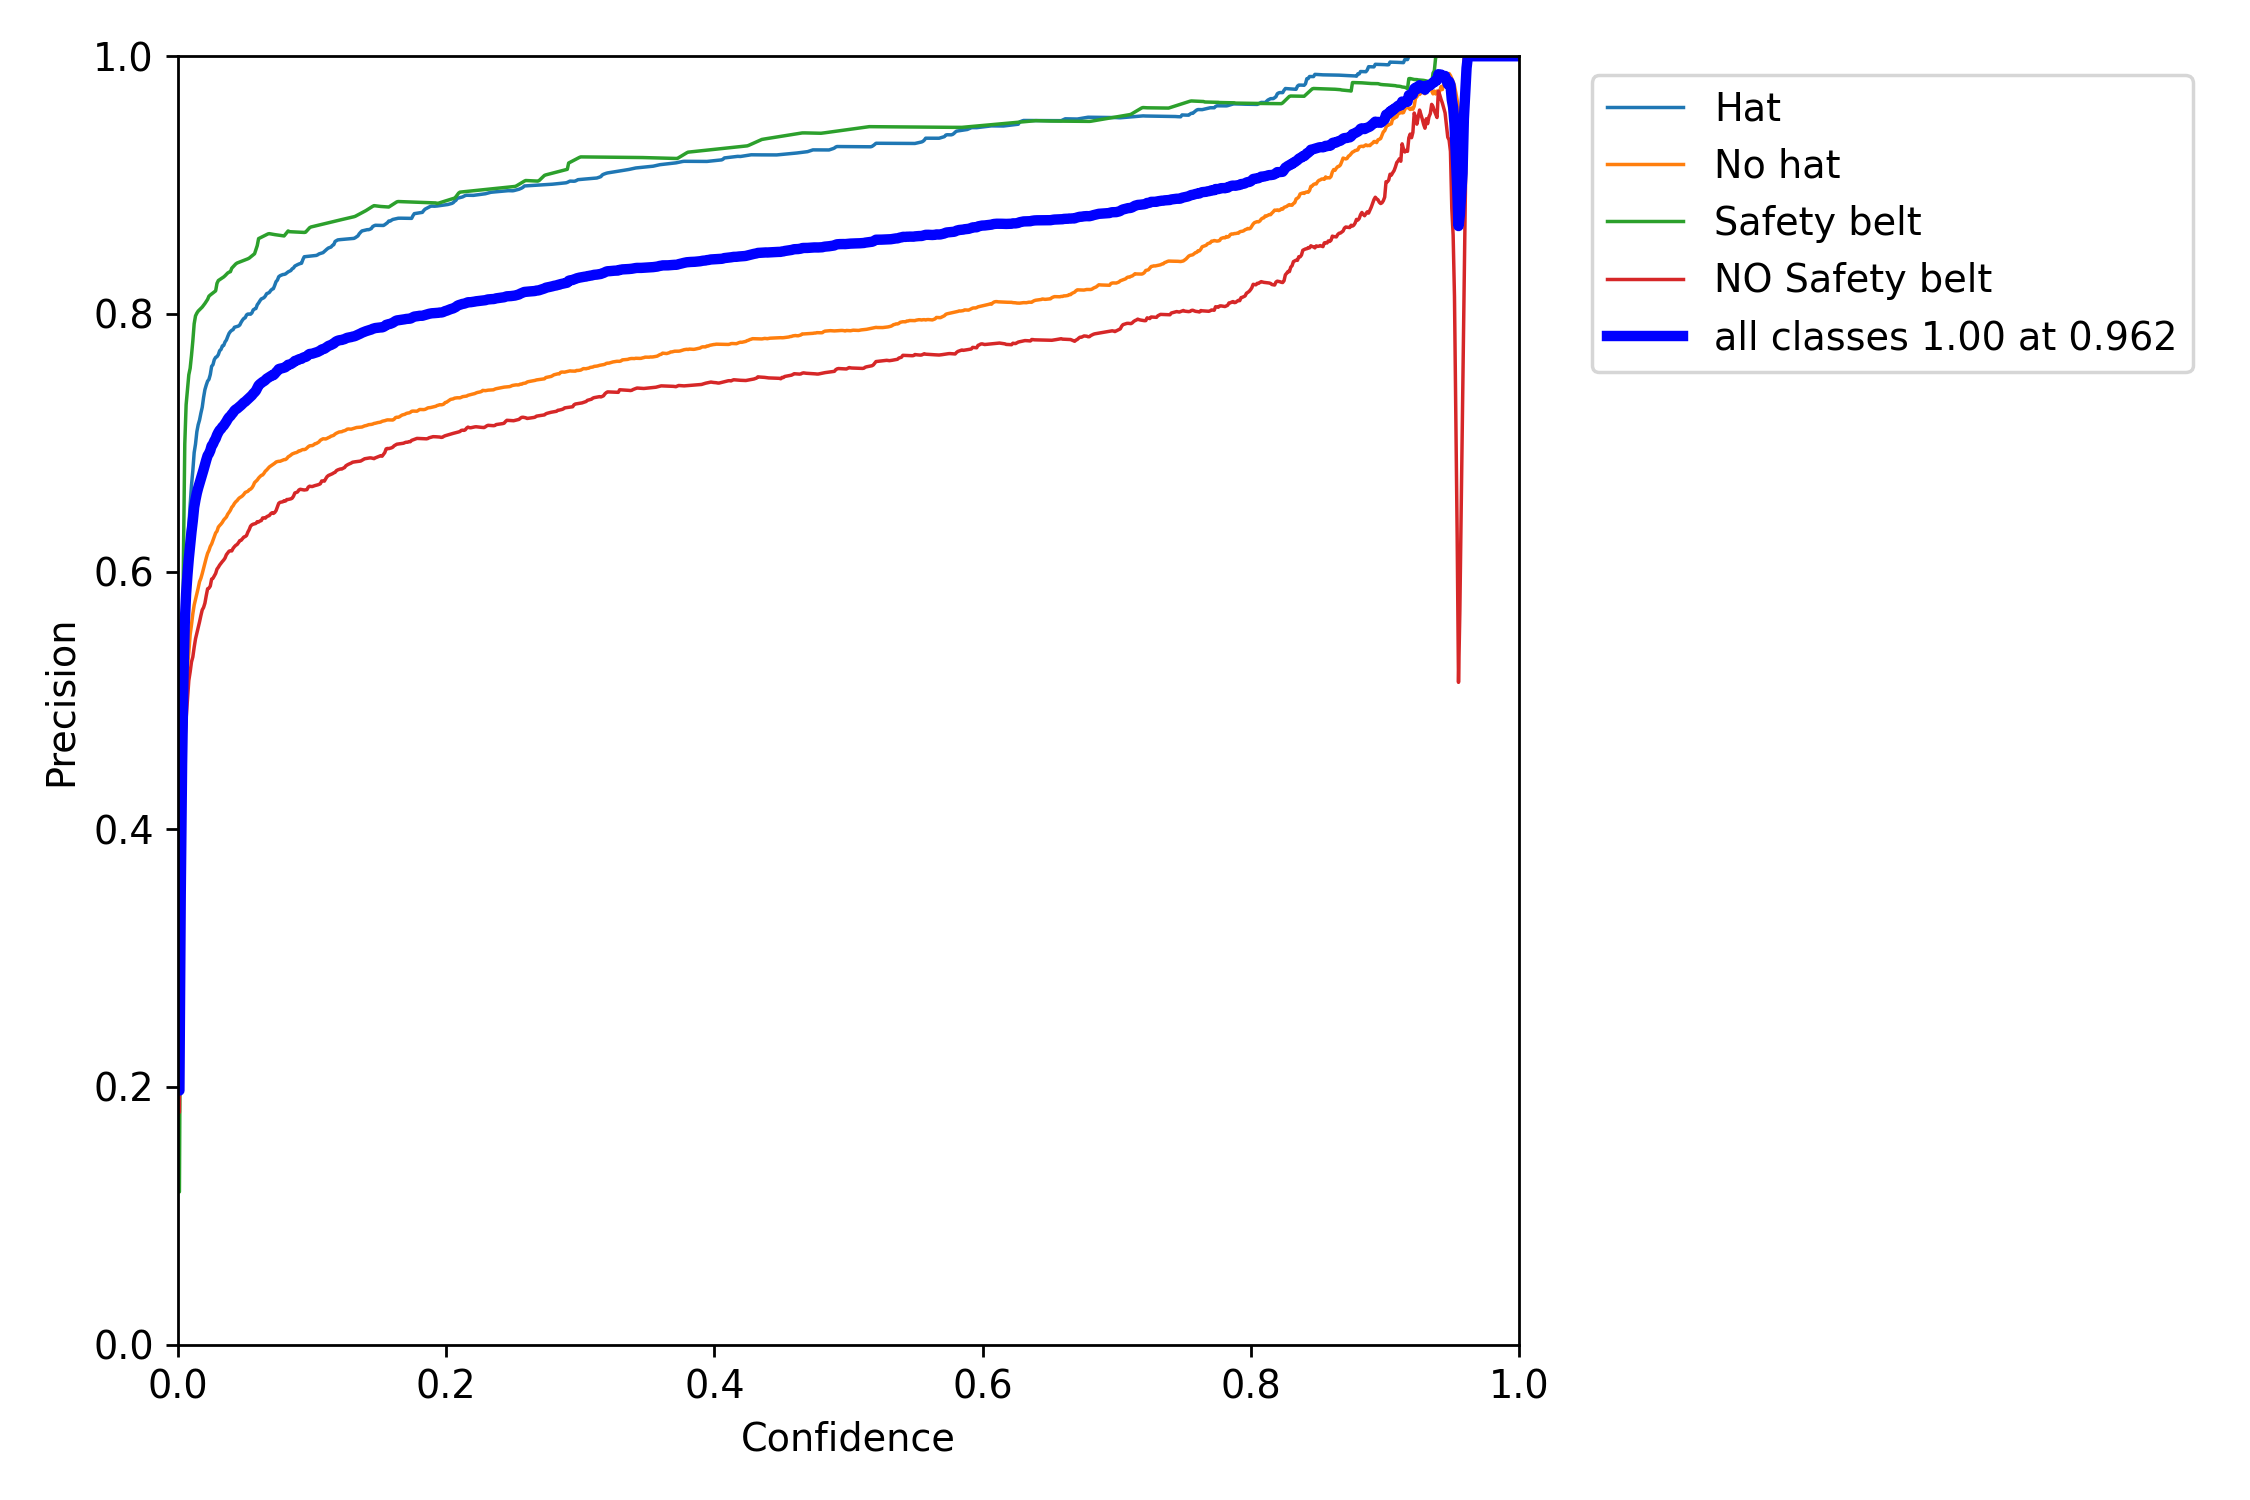 1.0
0.8
0.6
0.4
0.2
0.0
Precision
0.0 0.2 0.4 0.6 0.8 1.0
Confidence
Hat
No hat
Safety belt
NO Safety belt
all classes 1.00 at 0.962